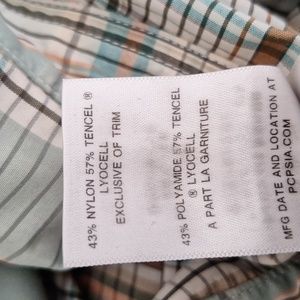 43% NYLON 57% TENCEL ®
LYOCELL
EXCLUSIVE OF TRIM
43% POLYAMIDE 57% TENCEL
® LYOCELL
A PART LA GARNITURE
MFG DATE AND LOCATION AT
PCPSIA.COM